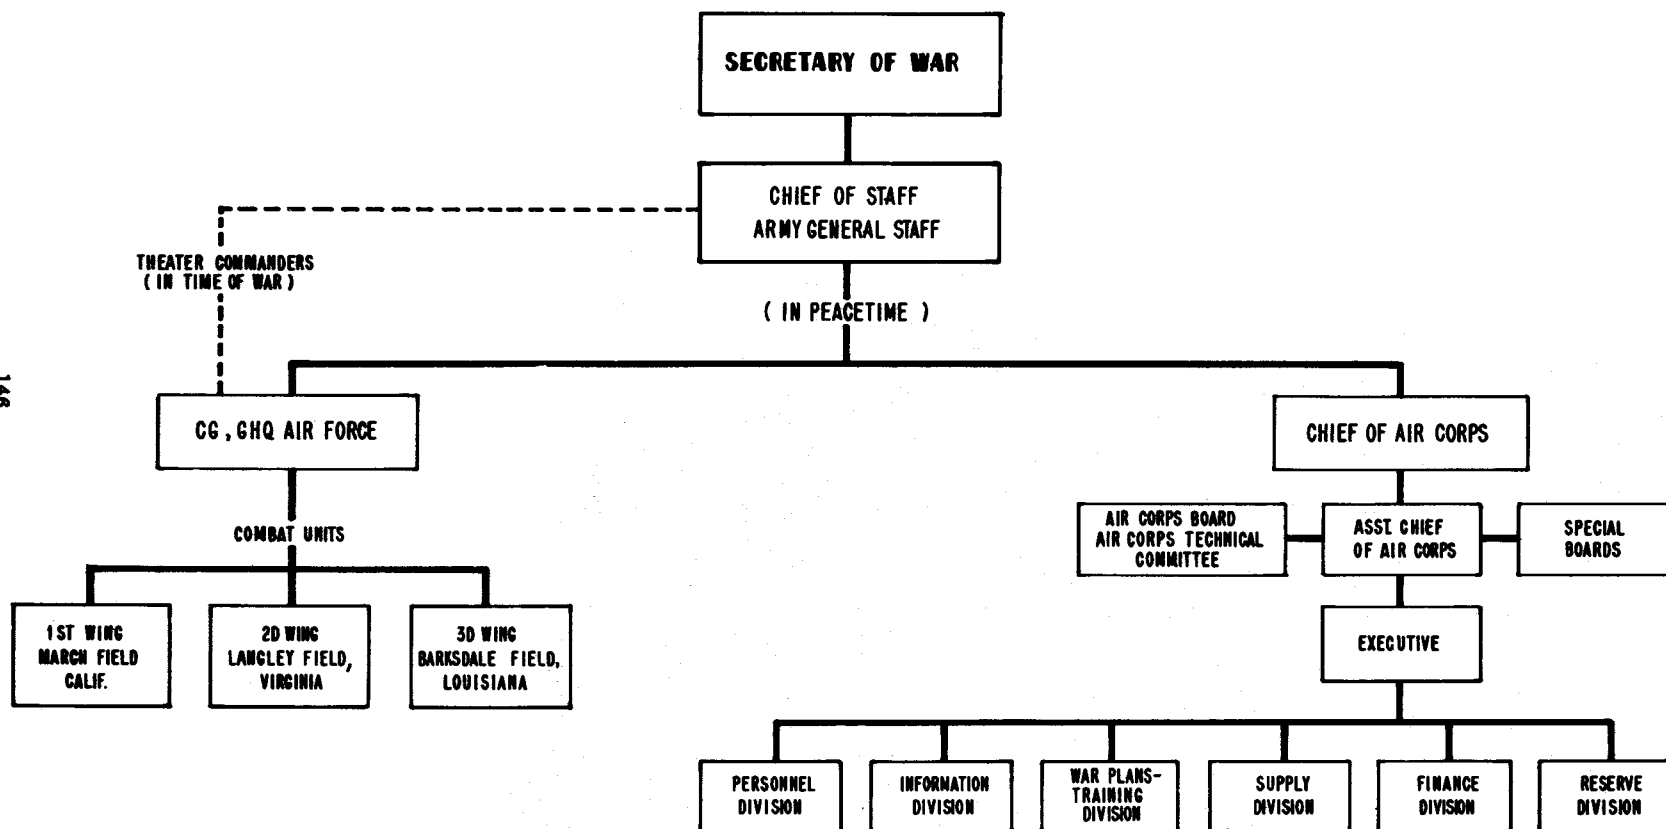 SECRETARY OF WAR
CHIEF OF STAFF
ARMY GENERAL STAFF
THEATER COMMANDERS
( IN TIME OF WAR )
( IN PEACETIME )
146
CG, GHQ AIR FORCE
CHIEF OF AIR CORPS
COMBAT UNITS
AIR CORPS BOARD
AIR CORPS TECHNICAL
COMMITTEE
ASST. CHIEF
OF AIR CORPS
SPECIAL
BOARDS
1ST WING
MARCH FIELD
CALIF.
2D WING
LANGLEY FIELD,
VIRGINIA
3D WING
BARKSDALE FIELD,
LOUISIANA
EXECUTIVE
PERSONNEL
DIVISION
INFORMATION
DIVISION
WAR PLANS-
TRAINING
DIVISION
SUPPLY
DIVISION
FINANCE
DIVISION
RESERVE
DIVISION